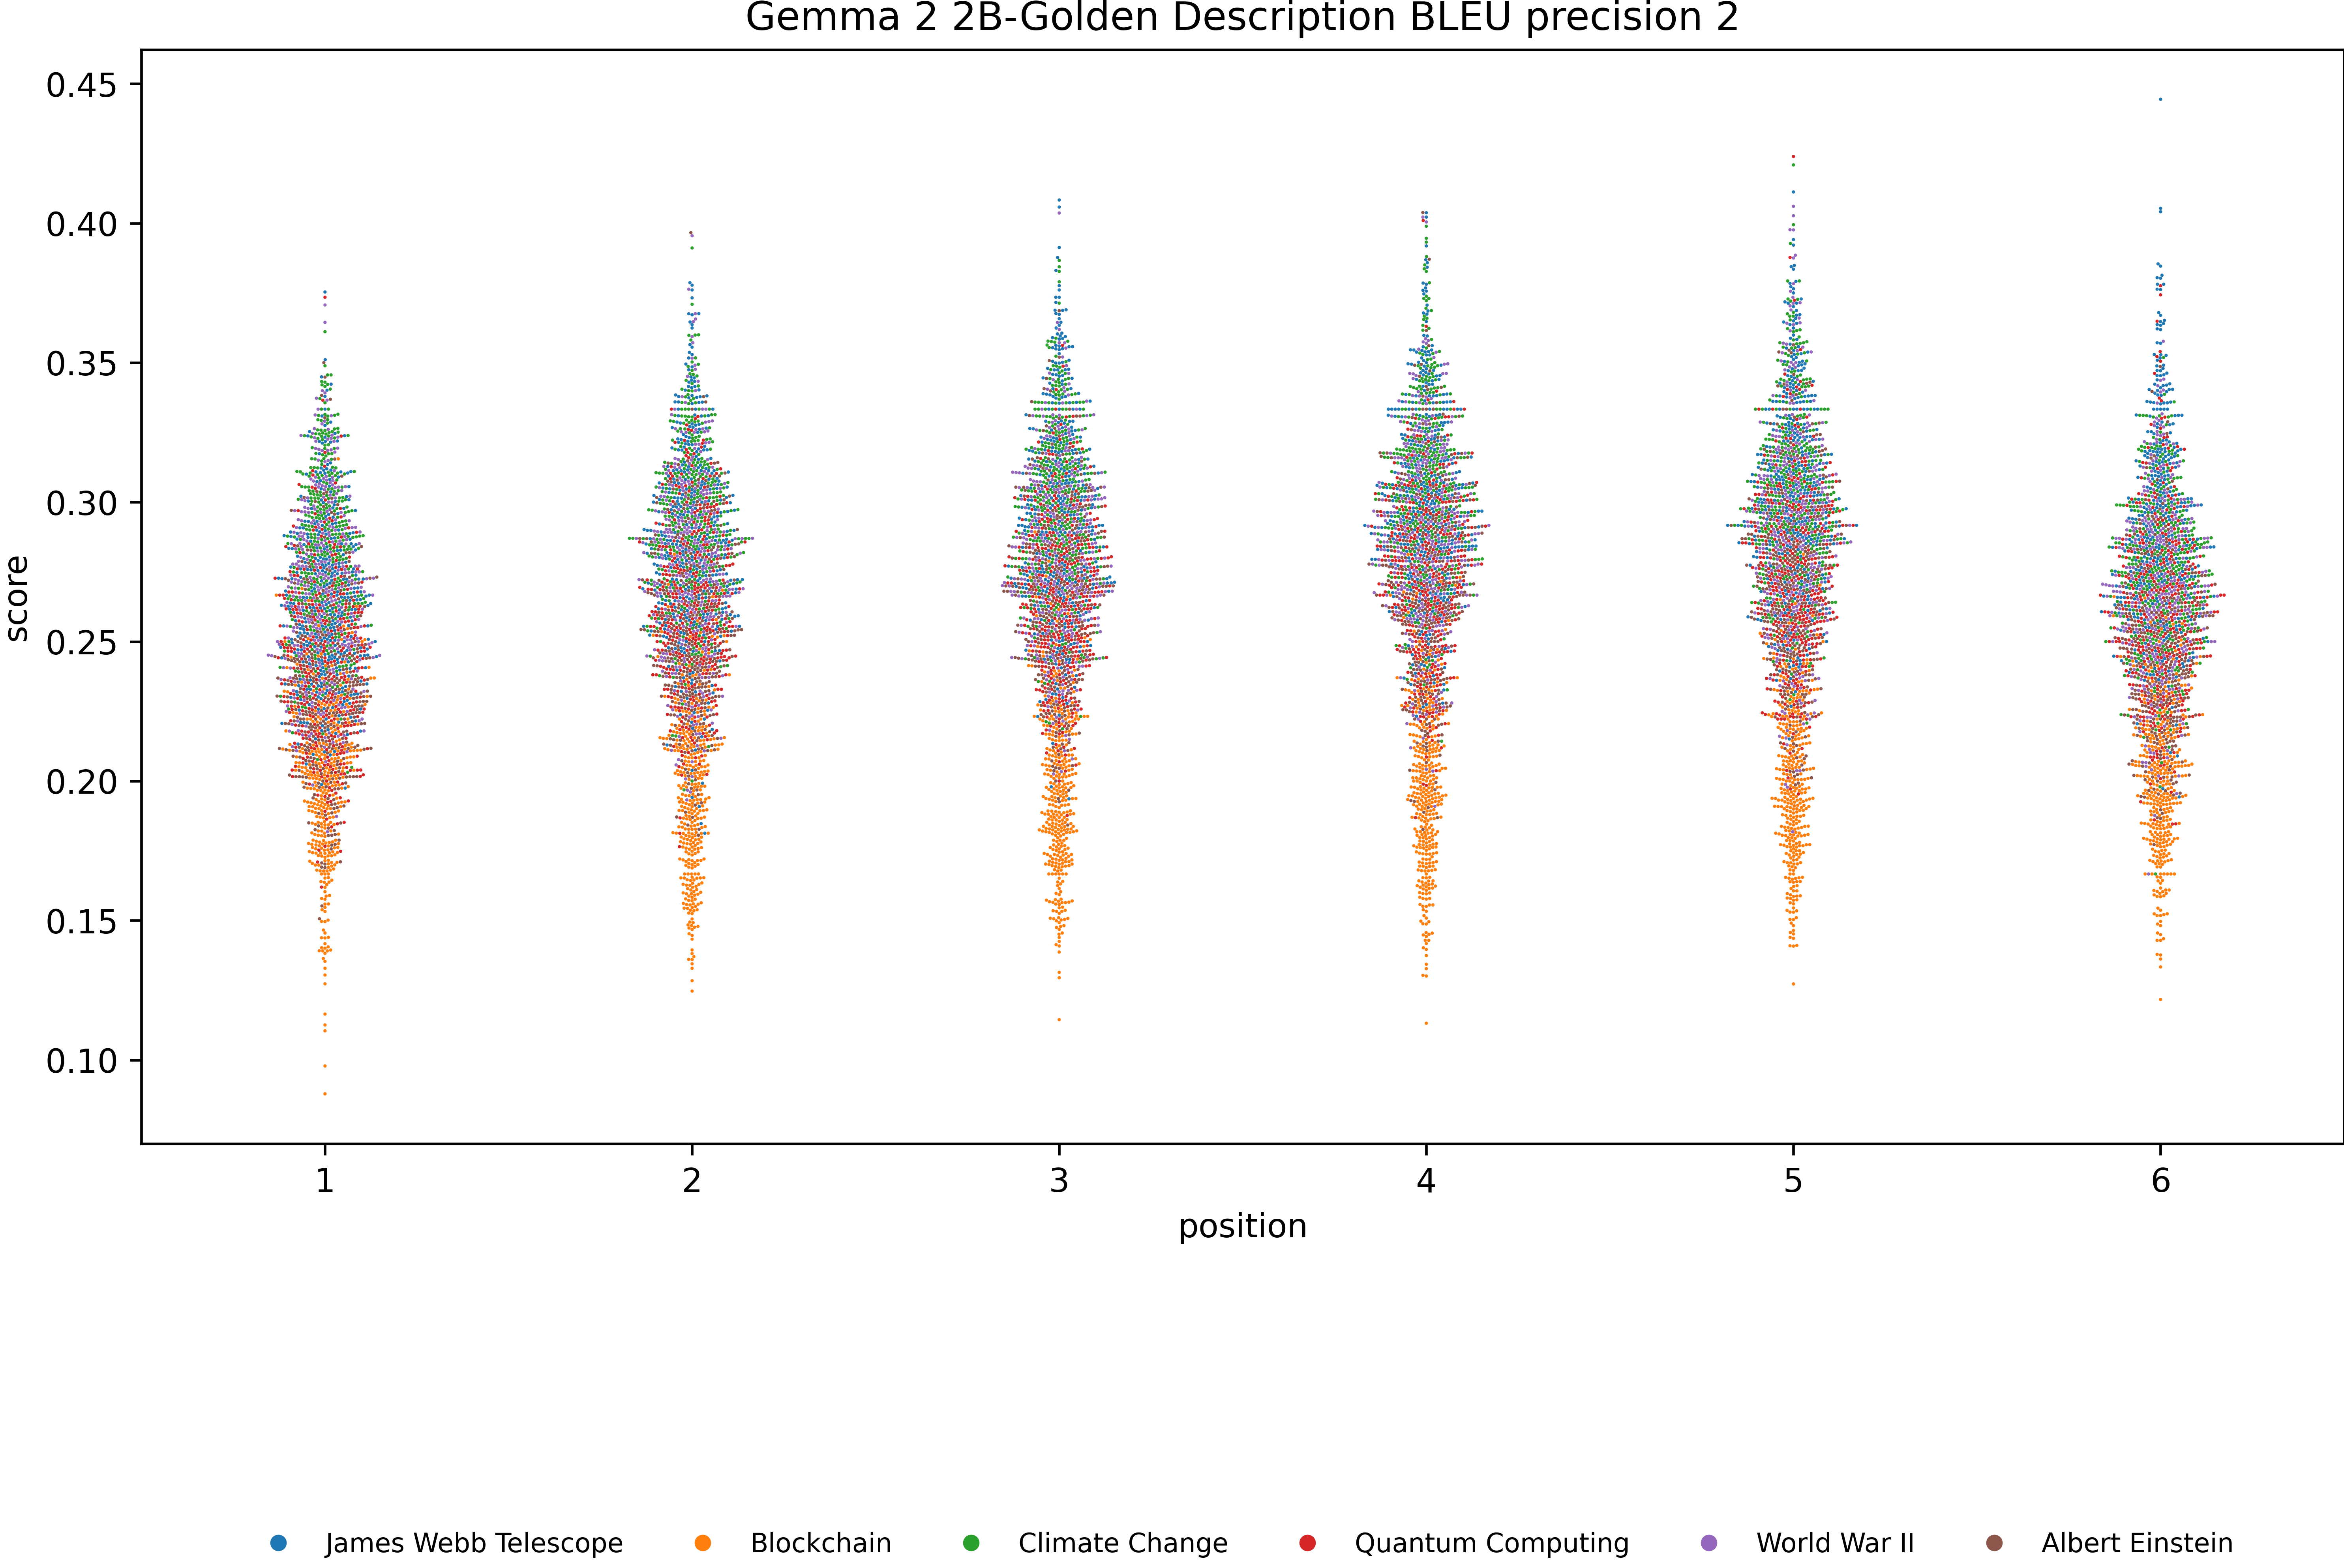 Gemma 2 2B-Golden Description BLEU precision 2
0.45
0.40
0.35
0.30
0.25
0.20
0.15
0.10
score
1 2 3 4 5 6
position
James Webb Telescope Blockchain Climate Change Quantum Computing World War II Albert Einstein